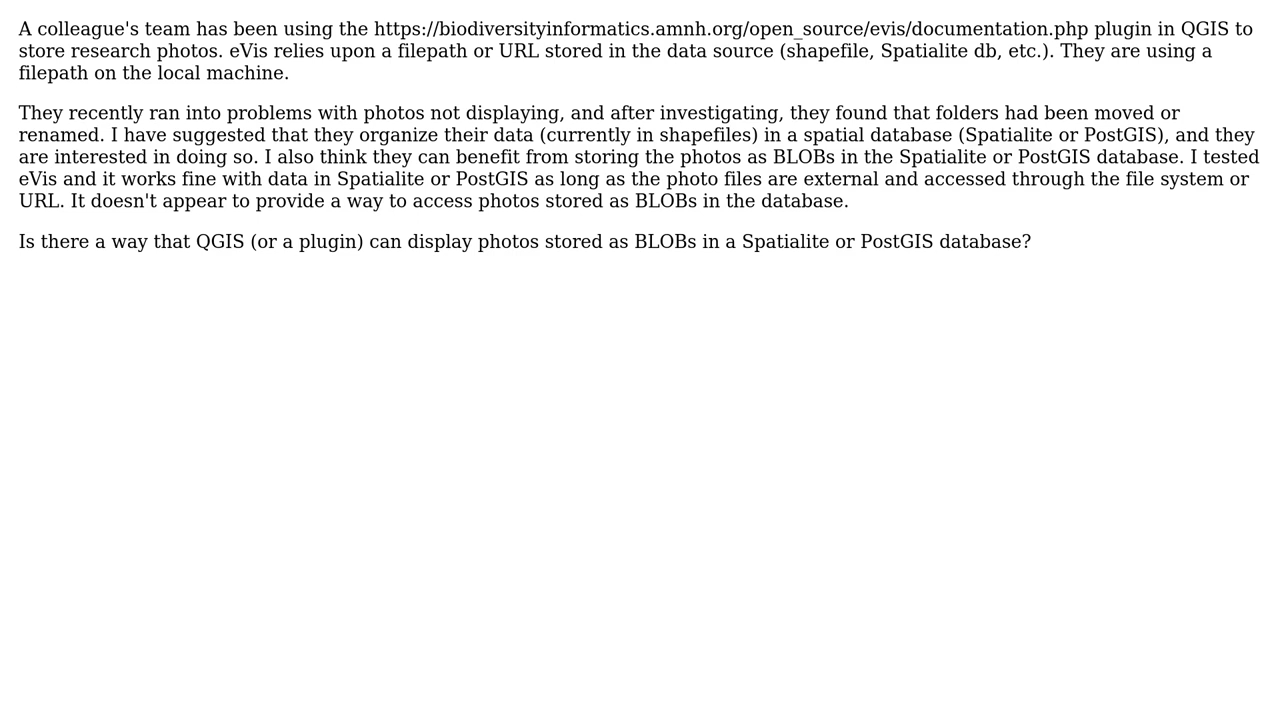 A colleague's team has been using the https://biodiversityinformatics.amnh.org/open_source/evis/documentation.php plugin in QGIS to
store research photos. eVis relies upon a filepath or URL stored in the data source (shapefile, Spatialite db, etc.). They are using a
filepath on the local machine.
They recently ran into problems with photos not displaying, and after investigating, they found that folders had been moved or
renamed. I have suggested that they organize their data (currently in shapefiles) in a spatial database (Spatialite or PostGIS), and they
are interested in doing so. I also think they can benefit from storing the photos as BLOBs in the Spatialite or PostGIS database. I tested
eVis and it works fine with data in Spatialite or PostGIS as long as the photo files are external and accessed through the file system or
URL. It doesn't appear to provide a way to access photos stored as BLOBs in the database.
Is there a way that QGIS (or a plugin) can display photos stored as BLOBs in a Spatialite or PostGIS database?